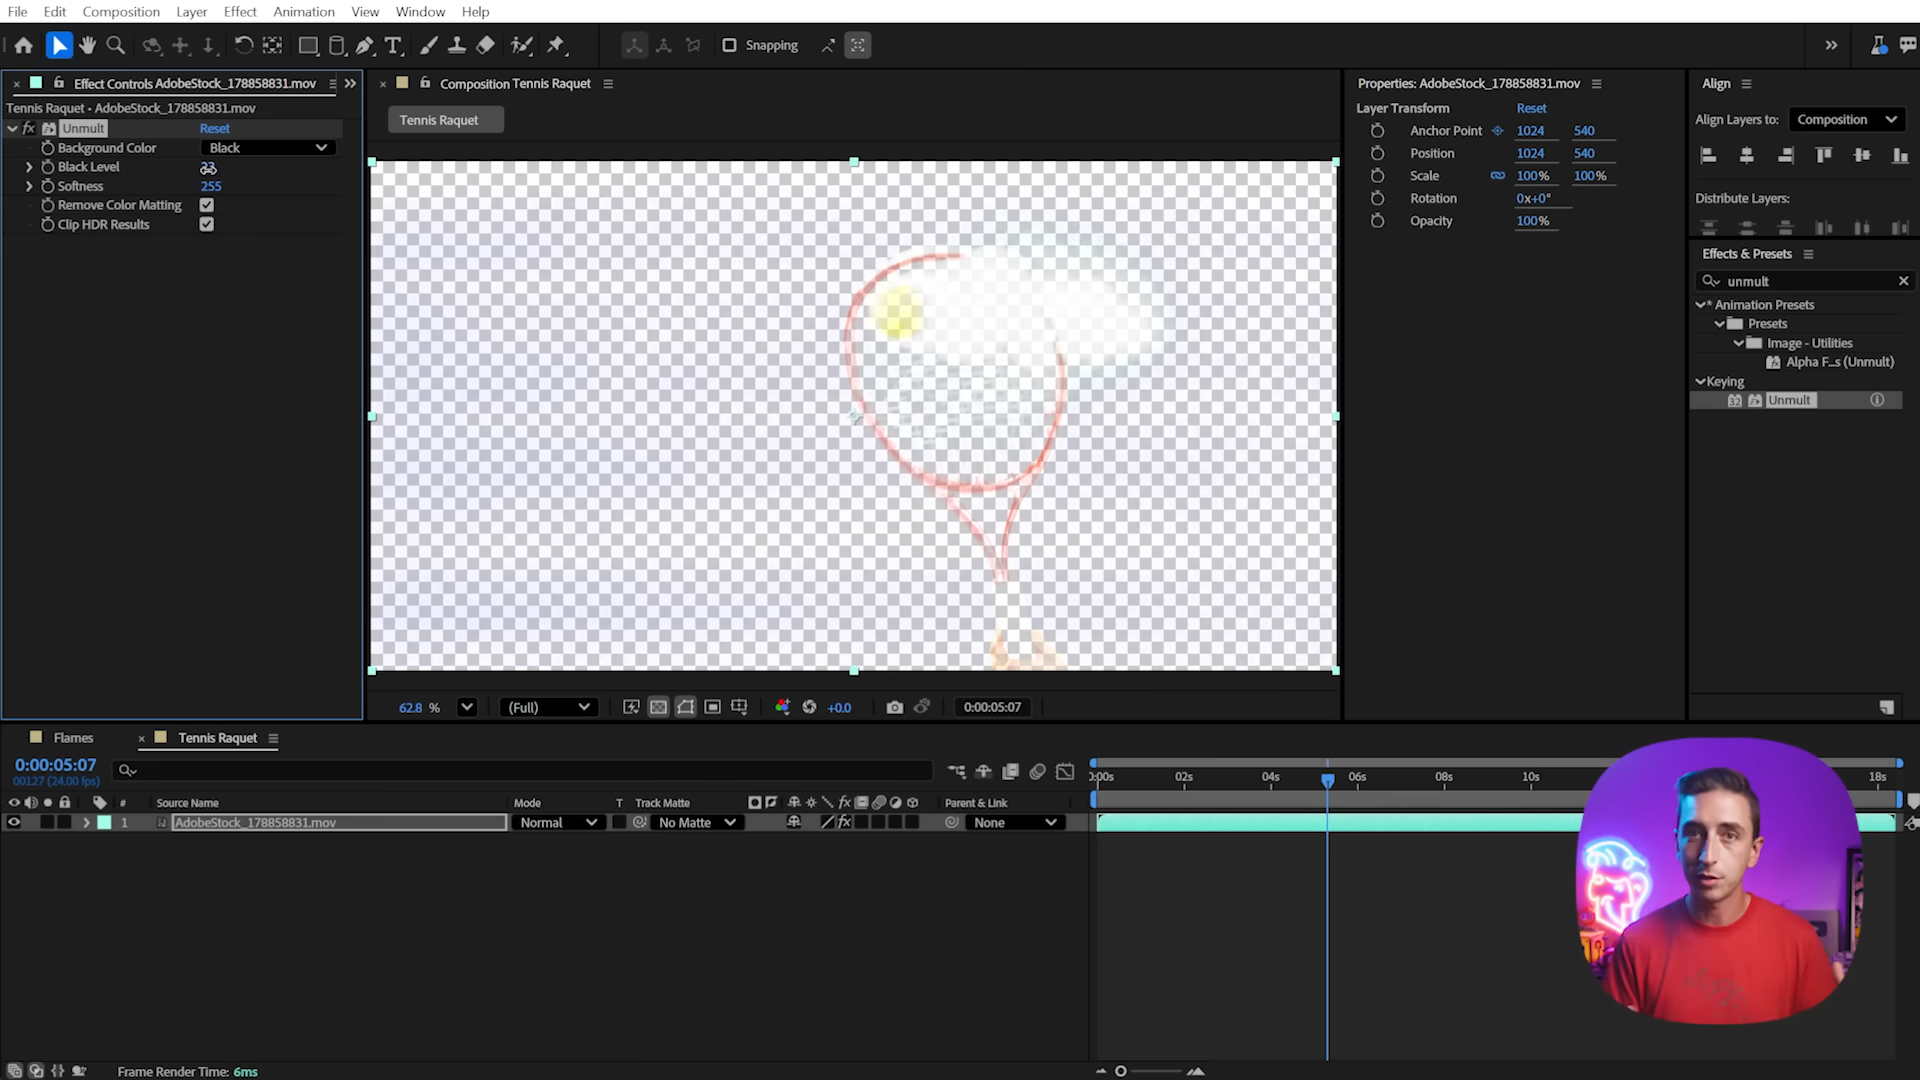 File Edit Composition Layer Effect Animation View Window Help
Snapping
Effect Controls AdobeStock_178858831.mov
Tennis Raquet - AdobeStock_178858831.mov
fx Unmult Reset
Background Color Black
Black Level
Softness 255
Remove Color Matting
Clip HDR Results
Composition Tennis Raquet
Tennis Raquet
62.8 % (Full) +0.0 0:00:05:07
Properties: AdobeStock_178858831.mov
Layer Transform Reset
Anchor Point 1024 540
Position 1024 540
Scale 100% 100%
Rotation 0x+0°
Opacity 100%
Align
Align Layers to: Composition
Distribute Layers:
Effects & Presets
unmult
* Animation Presets
Presets
Image - Utilities
Alpha F...s (Unmult)
Keying
32 Unmult
Flames Tennis Raquet
0:00:05:07
00127 (24.00 fps)
# Source Name Mode T Track Matte fx Parent & Link
1 AdobeStock_178858831.mov Normal No Matte fx None
0:00s 02s 04s 06s 08s 10s 18s
Frame Render Time: 6ms